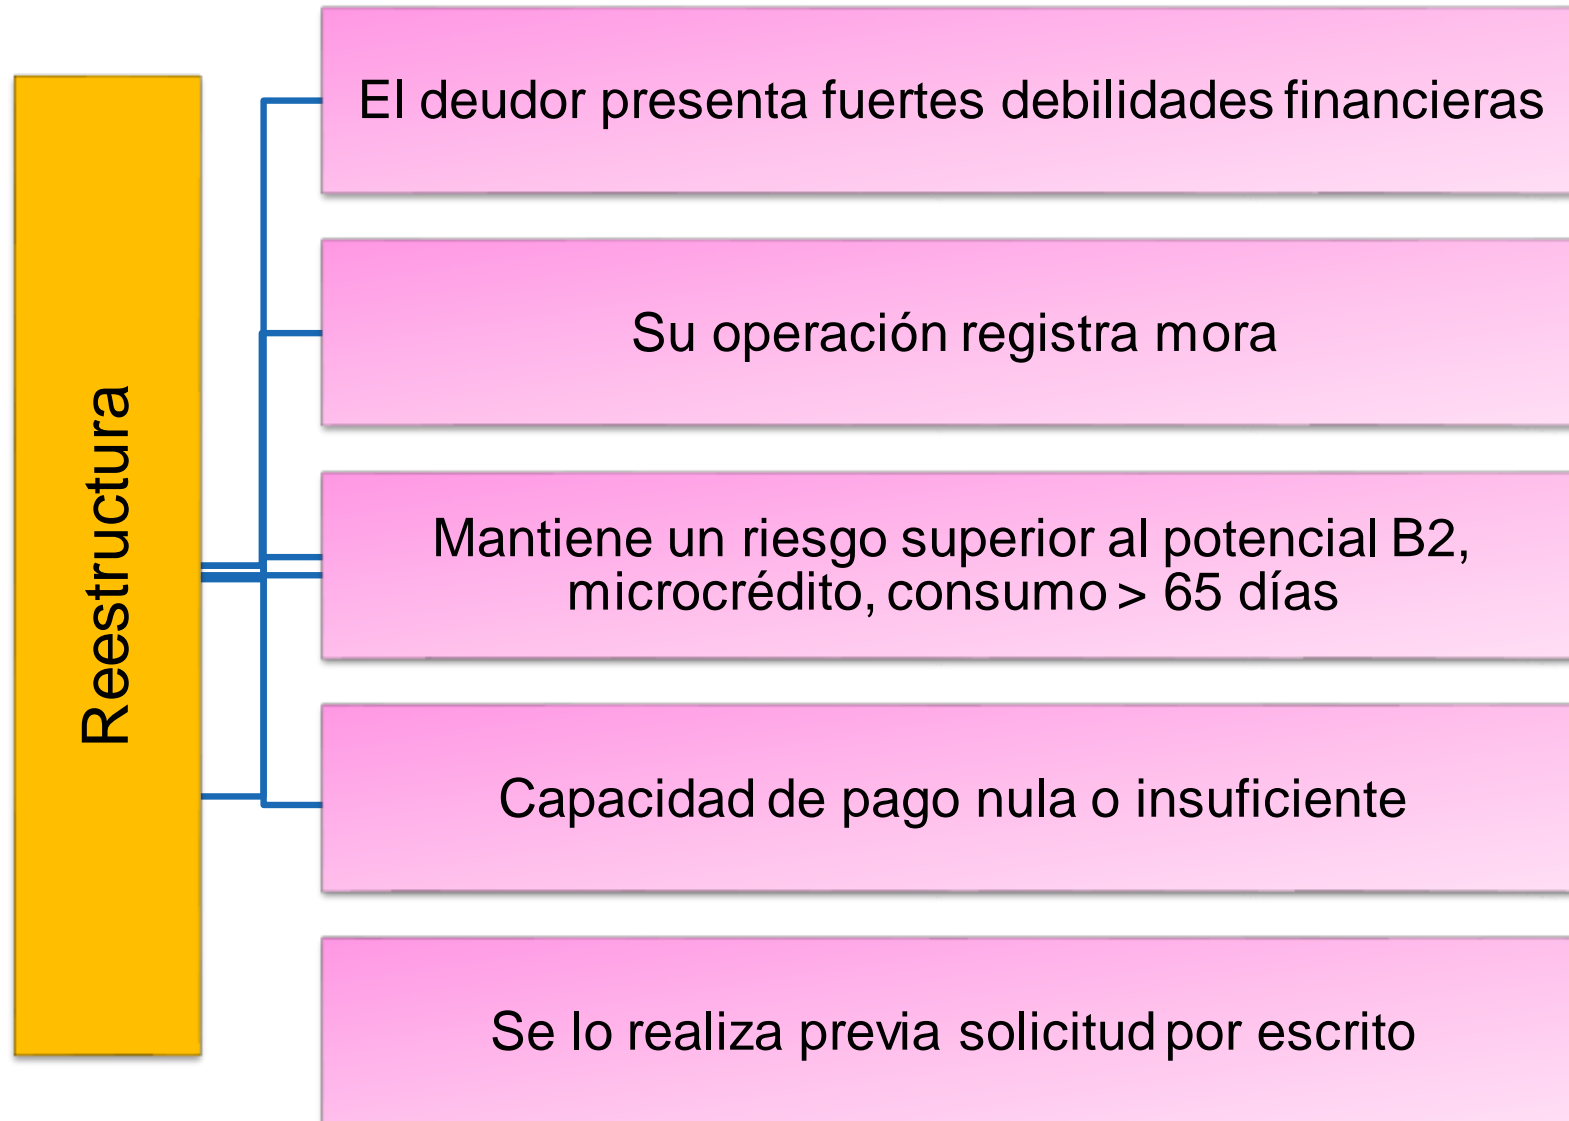 Reestructura
El deudor presenta fuertes debilidades financieras
Su operación registra mora
Mantiene un riesgo superior al potencial B2,
microcrédito, consumo > 65 días
Capacidad de pago nula o insuficiente
Se lo realiza previa solicitud por escrito